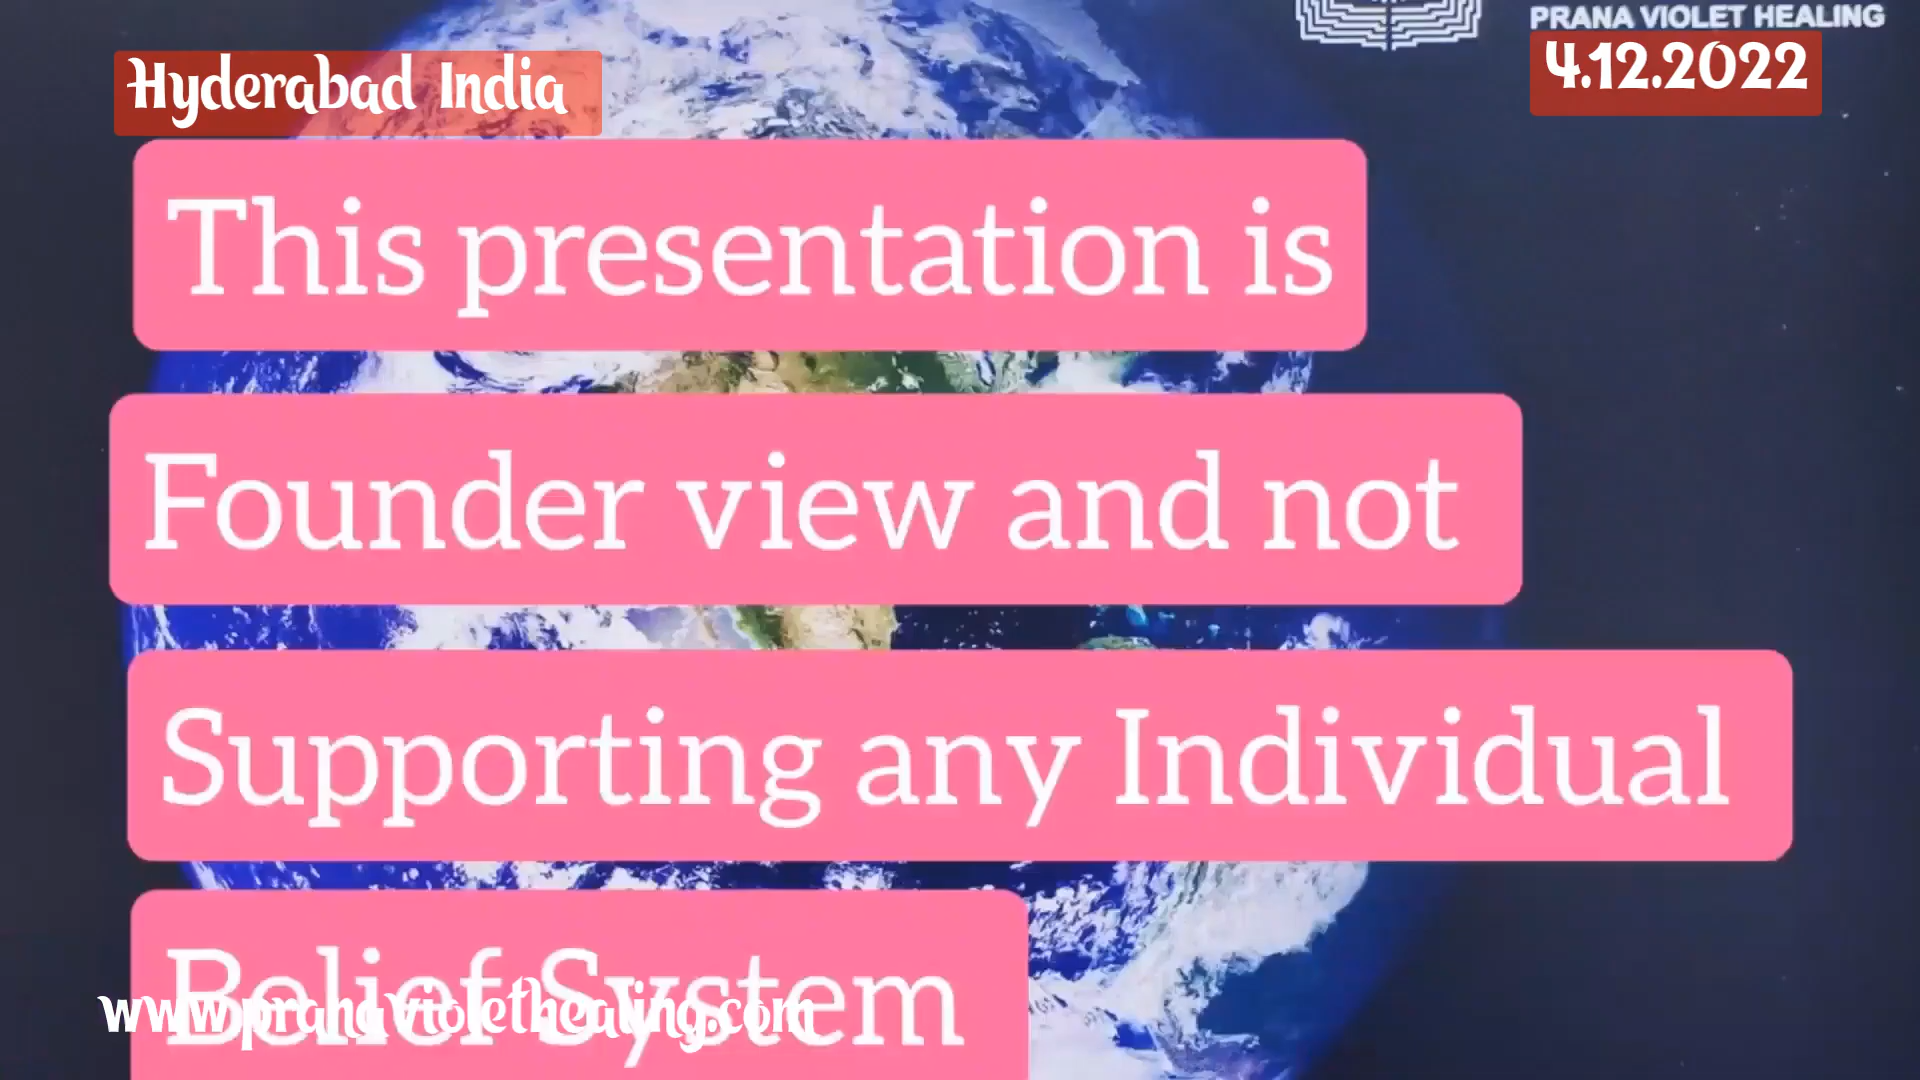 PRANA VIOLET HEALING
Hyderabad India
4.12.2022
This presentation is
Founder view and not
Supporting any Individual
Belief System
www.pranaviolethealing.com